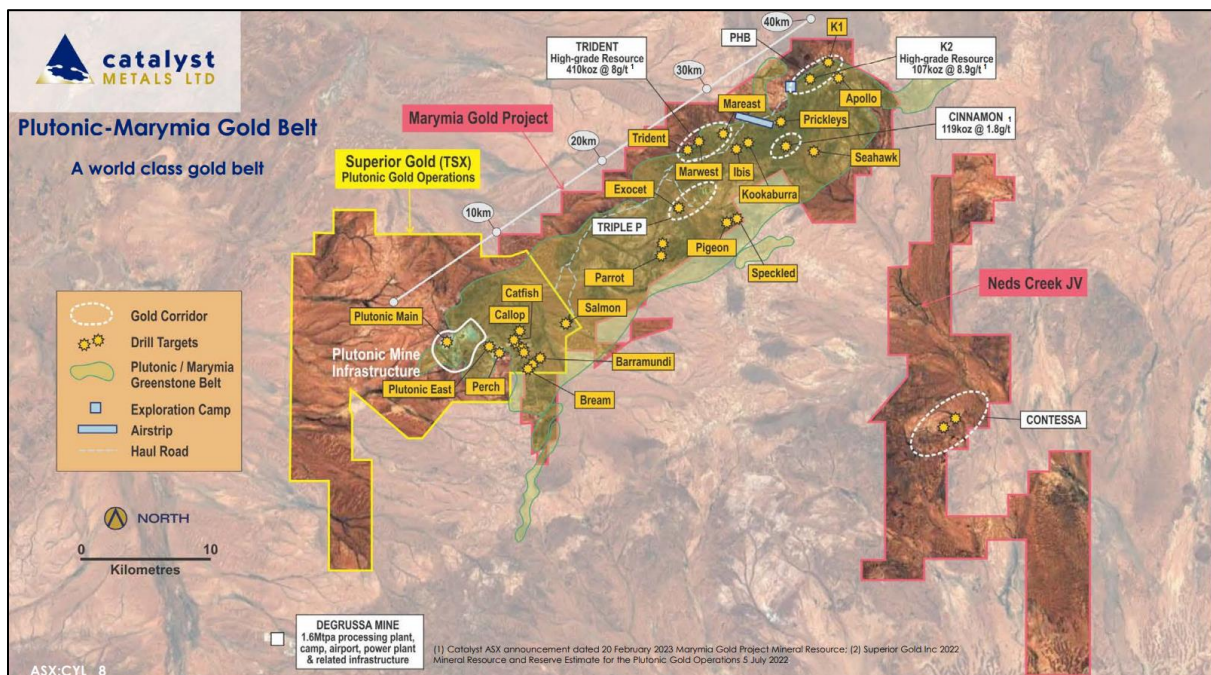 catalyst
METALS LTD
Plutonic-Marymia Gold Belt
A world class gold belt
Superior Gold (TSX)
Plutonic Gold Operations
Marymia Gold Project
10km
20km
30km
40km
TRIDENT
High-grade Resource
410koz @ 8g/t ¹
PHB
K1
K2
High-grade Resource
107koz @ 8.9g/t ¹
Apollo
Mareast
Prickleys
CINNAMON ¹
119koz @ 1.8g/t
Trident
Seahawk
Marwest
Ibis
Exocet
Kookaburra
TRIPLE P
Pigeon
Parrot
Speckled
Neds Creek JV
Catfish
Salmon
Callop
Plutonic Main
Plutonic Mine
Infrastructure
Barramundi
Plutonic East
Perch
Bream
CONTESSA
Gold Corridor
Drill Targets
Plutonic / Marymia
Greenstone Belt
Exploration Camp
Airstrip
Haul Road
NORTH
0 10
Kilometres
DEGRUSSA MINE
1.6Mtpa processing plant,
camp, airport, power plant
& related infrastructure
(1) Catalyst ASX announcement dated 20 February 2023 Marymia Gold Project Mineral Resource; (2) Superior Gold Inc 2022
Mineral Resource and Reserve Estimate for the Plutonic Gold Operations 5 July 2022
ASX:CYL 8